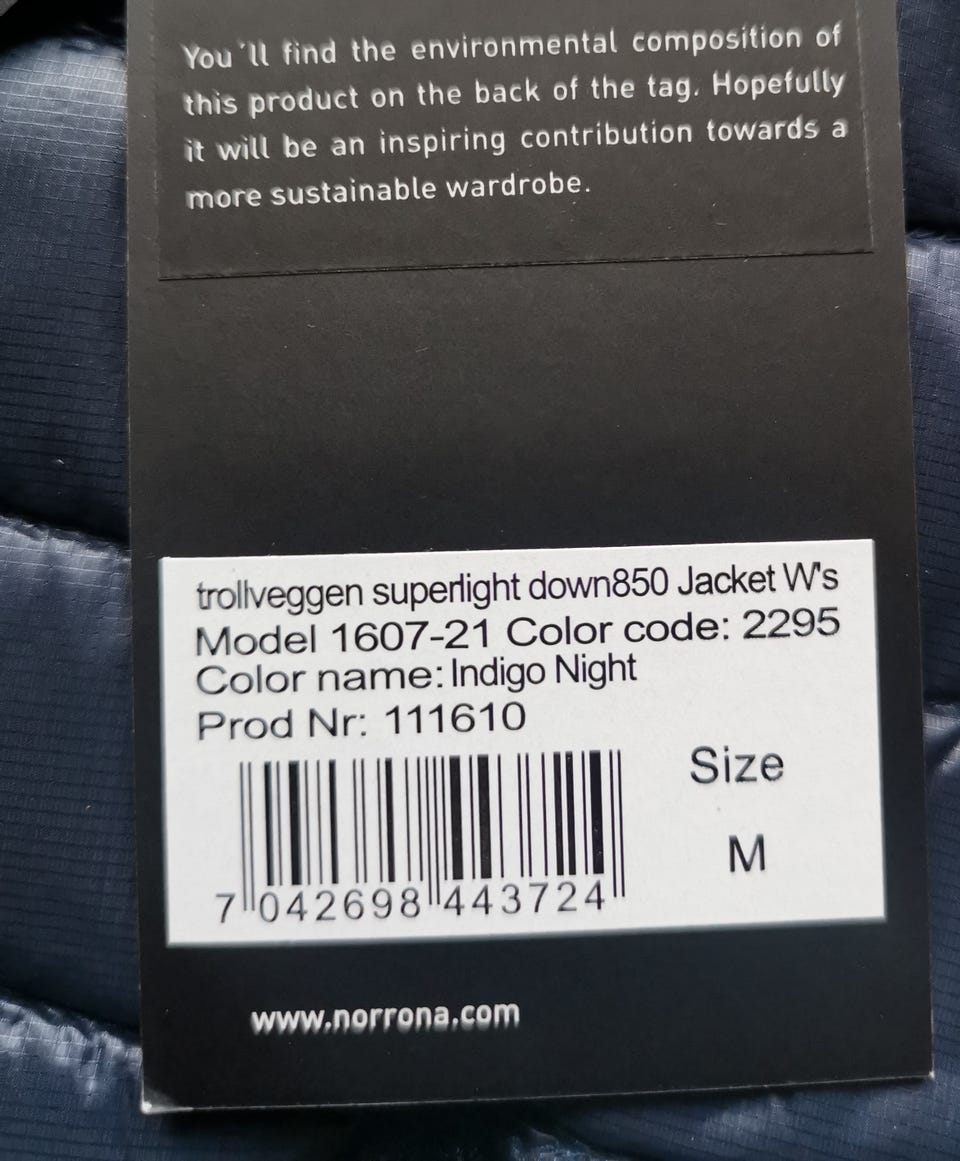 You´ll find the environmental composition of
this product on the back of the tag. Hopefully
it will be an inspiring contribution towards a
more sustainable wardrobe.
trollveggen superlight down850 Jacket W's
Model 1607-21 Color code: 2295
Color name: Indigo Night
Prod Nr: 111610
Size
M
7 042698 443724
www.norrona.com